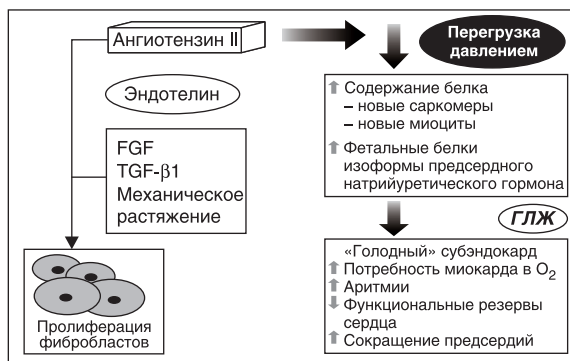 Ангиотензин II
Перегрузка
давлением
Эндотелин
FGF
TGF-β1
Механическое
растяжение
Пролиферация
фибробластов
↑ Содержание белка
– новые саркомеры
– новые миоциты
↑ Фетальные белки
изоформы предсердного
натрийуретического гормона
ГЛЖ
«Голодный» субэндокард
↑ Потребность миокарда в O₂
↑ Аритмии
↓ Функциональные резервы
сердца
↑ Сокращение предсердий